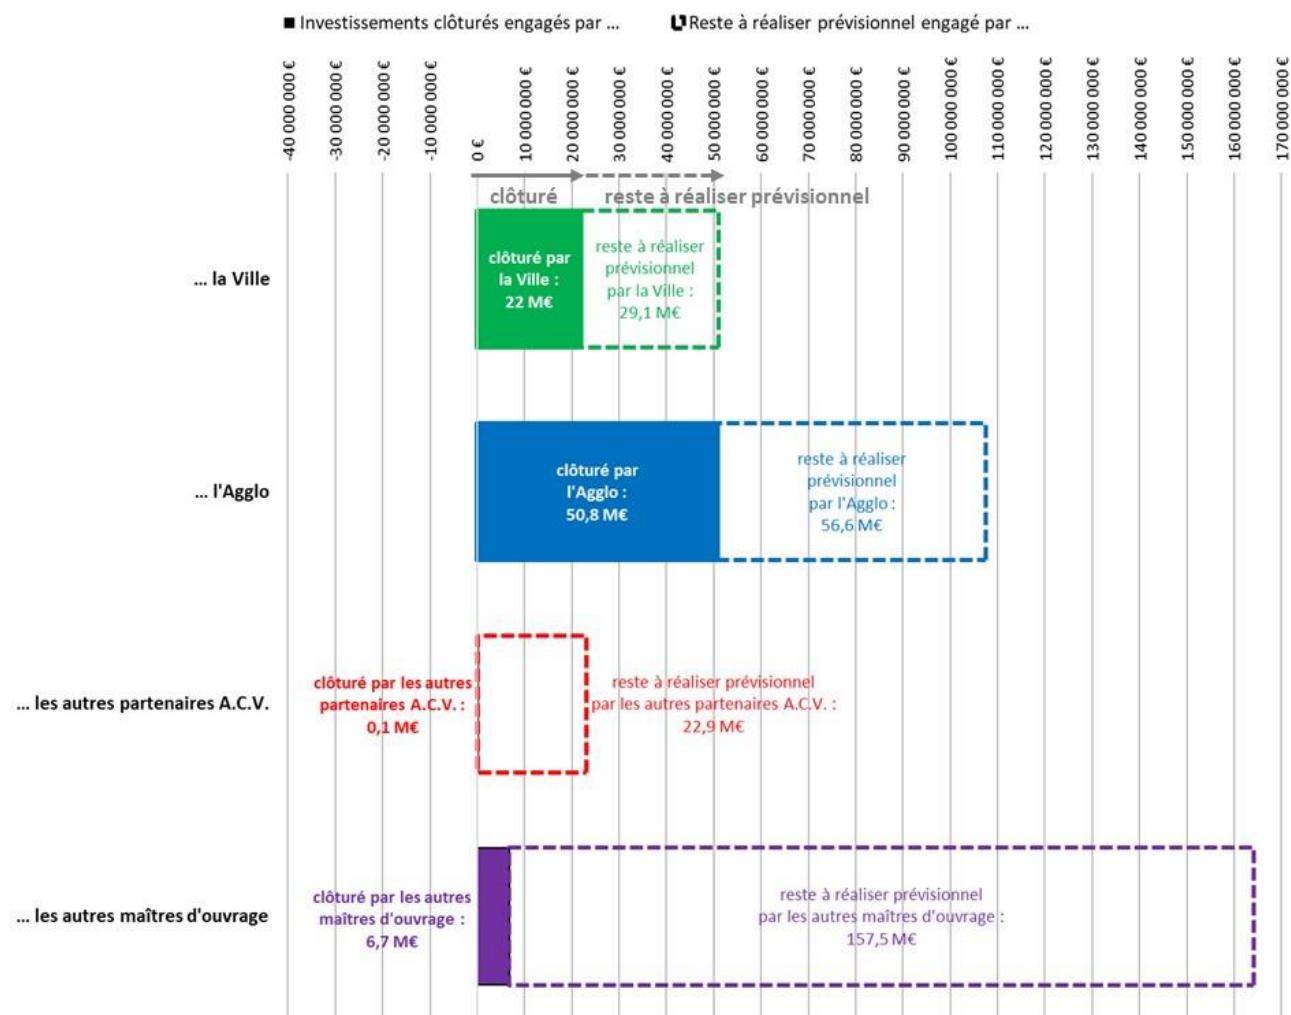 Investissements clôturés engagés par ...
Reste à réaliser prévisionnel engagé par ...
-40 000 000 €
-30 000 000 €
-20 000 000 €
-10 000 000 €
0 €
10 000 000 €
20 000 000 €
30 000 000 €
40 000 000 €
50 000 000 €
60 000 000 €
70 000 000 €
80 000 000 €
90 000 000 €
100 000 000 €
110 000 000 €
120 000 000 €
130 000 000 €
140 000 000 €
150 000 000 €
160 000 000 €
170 000 000 €
clôturé
reste à réaliser prévisionnel
... la Ville
clôturé par
la Ville :
22 M€
reste à réaliser
prévisionnel
par la Ville :
29,1 M€
... l'Agglo
clôturé par
l'Agglo :
50,8 M€
reste à réaliser
prévisionnel
par l'Agglo :
56,6 M€
... les autres partenaires A.C.V.
clôturé par les autres
partenaires A.C.V. :
0,1 M€
reste à réaliser prévisionnel
par les autres partenaires A.C.V. :
22,9 M€
... les autres maîtres d'ouvrage
clôturé par les autres
maîtres d'ouvrage :
6,7 M€
reste à réaliser prévisionnel
par les autres maîtres d'ouvrage :
157,5 M€